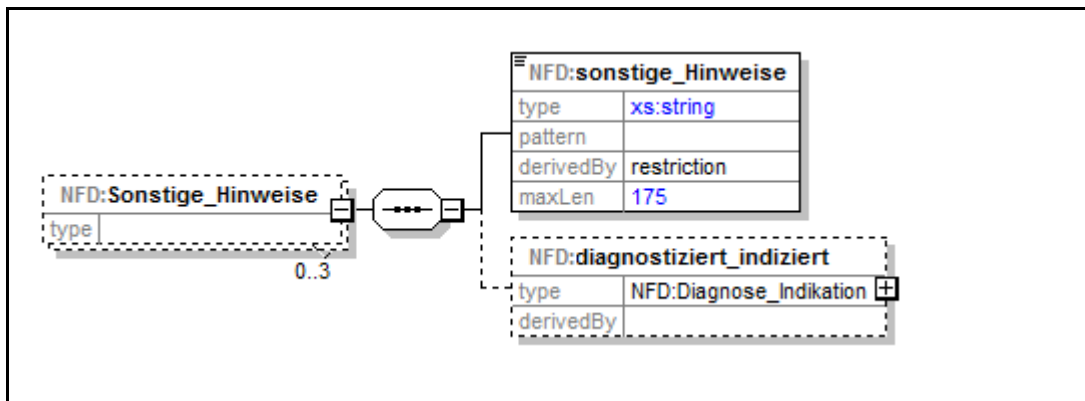 NFD:sonstige_Hinweise
type xs:string
pattern
derivedBy restriction
maxLen 175
NFD:Sonstige_Hinweise
type
0..3
NFD:diagnostiziert_indiziert
type NFD:Diagnose_Indikation
derivedBy